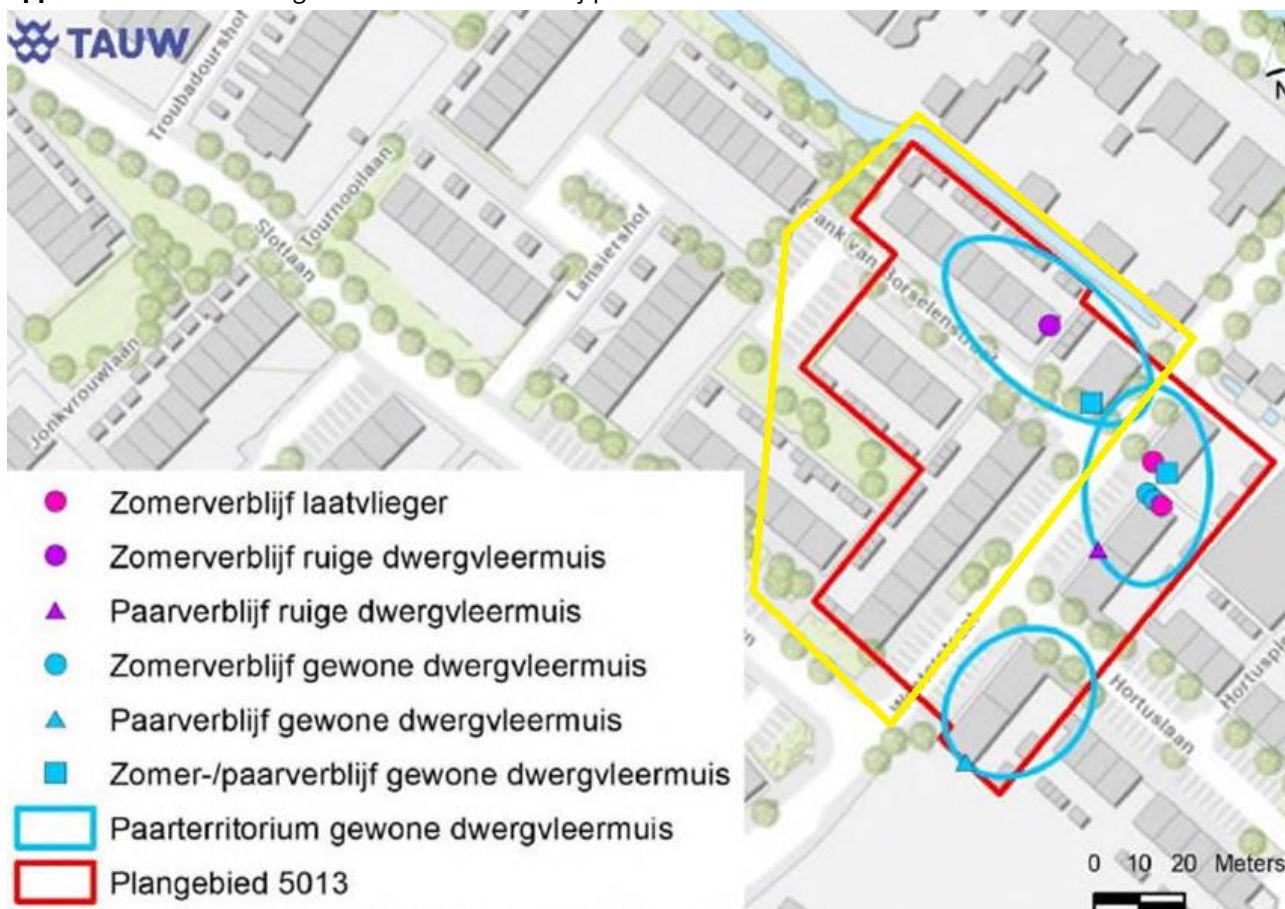 TAUW
N
Troubadourshof
Tournooilaan
Slotlaan
Lansiershof
Jonkvrouwlaan
Frank van Borselenstraat
Hortuslaan
Zomerverblijf laatvlieger
Zomerverblijf ruige dwergvleermuis
Paarverblijf ruige dwergvleermuis
Zomerverblijf gewone dwergvleermuis
Paarverblijf gewone dwergvleermuis
Zomer-/paarverblijf gewone dwergvleermuis
Paarterritorium gewone dwergvleermuis
Plangebied 5013
0 10 20 Meters